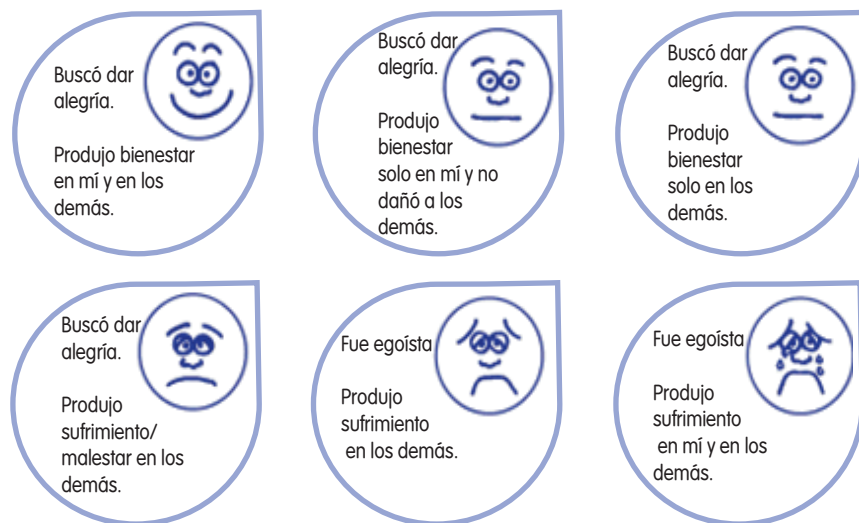 Buscó dar
alegría.
Produjo bienestar
en mí y en los
demás.
Buscó dar
alegría.
Produjo
bienestar
solo en mí y no
dañó a los
demás.
Buscó dar
alegría.
Produjo
bienestar
solo en los
demás.
Buscó dar
alegría.
Produjo
sufrimiento/
malestar en los
demás.
Fue egoísta
Produjo
sufrimiento
en los demás.
Fue egoísta
Produjo
sufrimiento
en mí y en los
demás.